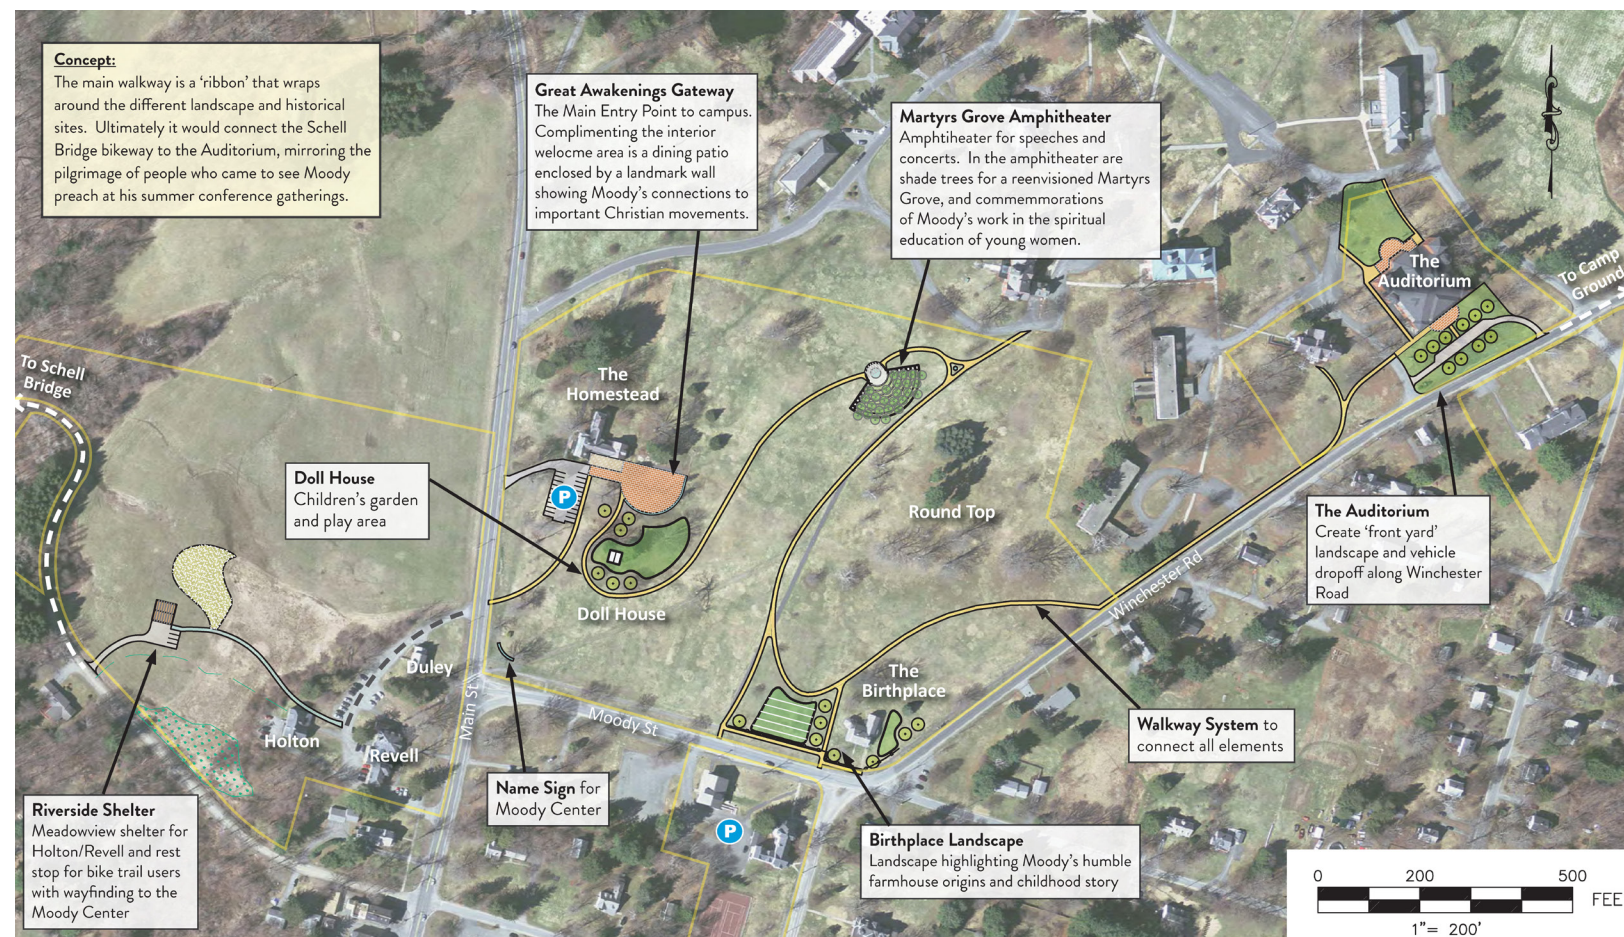 Concept:
The main walkway is a ‘ribbon’ that wraps
around the different landscape and historical
sites.  Ultimately it would connect the Schell
Bridge bikeway to the Auditorium, mirroring the
pilgrimage of people who came to see Moody
preach at his summer conference gatherings.
Great Awakenings Gateway
The Main Entry Point to campus.
Complimenting the interior
welocme area is a dining patio
enclosed by a landmark wall
showing Moody’s connections to
important Christian movements.
Martyrs Grove Amphitheater
Amphtiheater for speeches and
concerts.  In the amphitheater are
shade trees for a reenvisioned Martyrs
Grove, and commemmorations
of Moody’s work in the spiritual
education of young women.
The
Auditorium
To Camp
Ground
To Schell
Bridge
The
Homestead
Doll House
Children’s garden
and play area
P
Round Top
The Auditorium
Create ‘front yard’
landscape and vehicle
dropoff along Winchester
Road
Winchester Rd
Doll House
Duley
Main St
Moody St
The
Birthplace
Walkway System to
connect all elements
Holton
Revell
Name Sign for
Moody Center
Riverside Shelter
Meadowview shelter for
Holton/Revell and rest
stop for bike trail users
with wayfinding to the
Moody Center
P
Birthplace Landscape
Landscape highlighting Moody’s humble
farmhouse origins and childhood story
0 200 500
FEE
1”= 200’